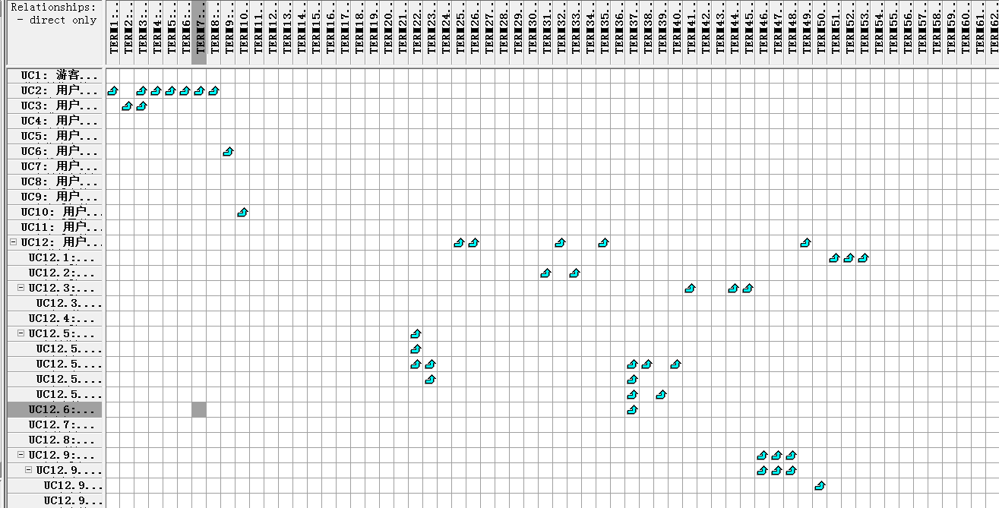 Relationships:
- direct only
TERM1:..
TERM2:..
TERM3:..
TERM4:..
TERM5:..
TERM6:..
TERM7:..
TERM8:..
TERM9:..
TERM10..
TERM11..
TERM12..
TERM13..
TERM14..
TERM15..
TERM16..
TERM17..
TERM18..
TERM19..
TERM20..
TERM21..
TERM22..
TERM23..
TERM24..
TERM25..
TERM26..
TERM27..
TERM28..
TERM29..
TERM30..
TERM31..
TERM32..
TERM33..
TERM34..
TERM35..
TERM36..
TERM37..
TERM38..
TERM39..
TERM40..
TERM41..
TERM42..
TERM43..
TERM44..
TERM45..
TERM46..
TERM47..
TERM48..
TERM49..
TERM50..
TERM51..
TERM52..
TERM53..
TERM54..
TERM55..
TERM56..
TERM57..
TERM58..
TERM59..
TERM60..
TERM61..
TERM62..
UC1: 游客...
UC2: 用户...
UC3: 用户...
UC4: 用户...
UC5: 用户...
UC6: 用户...
UC7: 用户...
UC8: 用户...
UC9: 用户...
UC10: 用户..
UC11: 用户..
UC12: 用户..
UC12.1:...
UC12.2:...
UC12.3:...
UC12.3....
UC12.4:...
UC12.5:...
UC12.5....
UC12.5....
UC12.5....
UC12.5....
UC12.6:...
UC12.7:...
UC12.8:...
UC12.9:...
UC12.9....
UC12.9...
UC12.9...